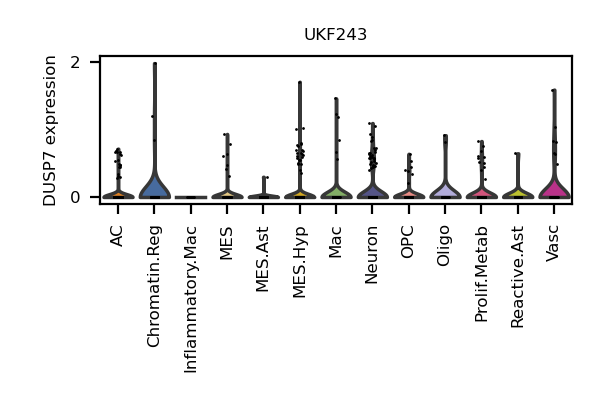 UKF243
DUSP7 expression
2
0
AC
Chromatin.Reg
Inflammatory.Mac
MES
MES.Ast
MES.Hyp
Mac
Neuron
OPC
Oligo
Prolif.Metab
Reactive.Ast
Vasc